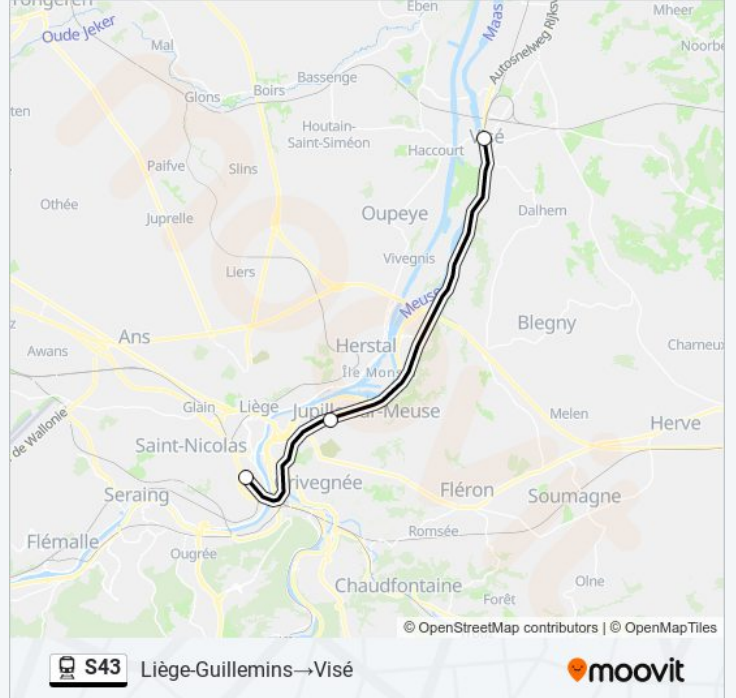 Tongeren
Eben
Maas
Mheer
Oude Jeker
Mal
Autosnelweg Rijksv
Noorbe
Bassenge
Glons
Boirs
ten
Houtain-
Saint-Siméon
Visé
Haccourt
Paifve
Slins
Othée
Juprelle
Oupeye
Dalhem
Vivegnis
Liers
Meuse
z
Ans
Blegny
Herstal
Awans
Charneux
Île Mons
Glain
Liège
Jupille-sur-Meuse
Melen
de Wallonie
Saint-Nicolas
Herve
Grivegnée
Seraing
Fléron
Soumagne
Flémalle
Romsée
Ougrée
Chaudfontaine
Olne
Forêt
© OpenStreetMap contributors | © OpenMapTiles
S43 Liège-Guillemins→Visé
moovit